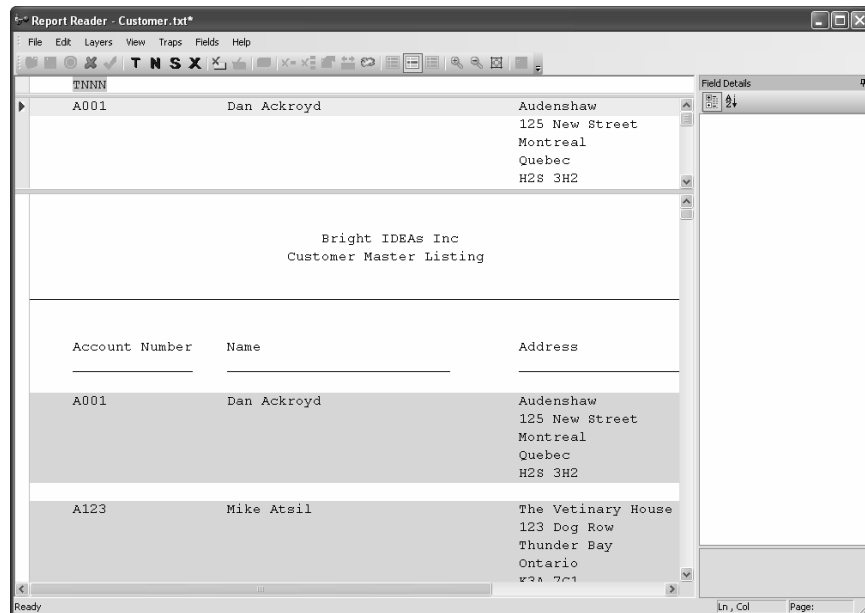 Report Reader - Customer.txt*
File Edit Layers View Traps Fields Help
T N S X
TNNN
Field Details
A001 Dan Ackroyd Audenshaw
125 New Street
Montreal
Quebec
H2S 3H2
Bright IDEAs Inc
Customer Master Listing
Account Number Name Address
A001 Dan Ackroyd Audenshaw
125 New Street
Montreal
Quebec
H2S 3H2
A123 Mike Atsil The Vetinary House
123 Dog Row
Thunder Bay
Ontario
K3A 7C1
Ready Ln , Col Page: